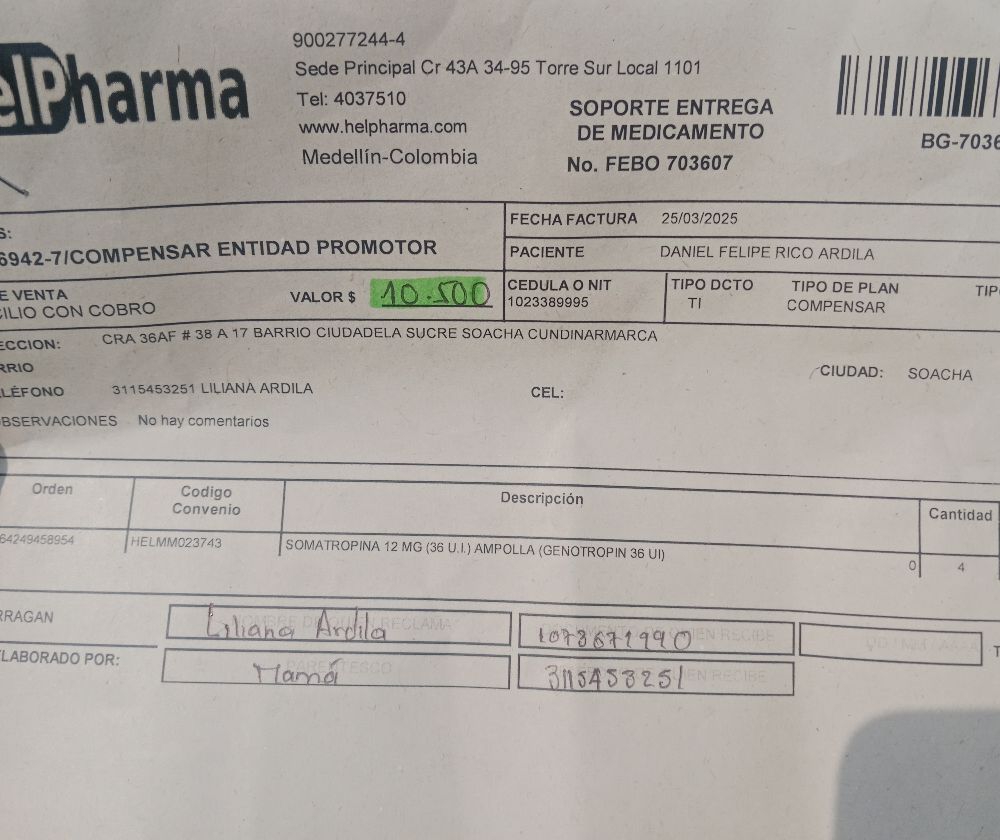 elPharma
900277244-4
Sede Principal Cr 43A 34-95 Torre Sur Local 1101
Tel: 4037510
www.helpharma.com
Medellín-Colombia
SOPORTE ENTREGA
DE MEDICAMENTO
No. FEBO 703607
BG-7036
S:
6942-7/COMPENSAR ENTIDAD PROMOTOR
FECHA FACTURA 25/03/2025
PACIENTE DANIEL FELIPE RICO ARDILA
E VENTA
CILIO CON COBRO
VALOR $ 10.500
CEDULA O NIT
1023389995
TIPO DCTO
TI
TIPO DE PLAN
COMPENSAR
TIP
ECCION: CRA 36AF # 38 A 17 BARRIO CIUDADELA SUCRE SOACHA CUNDINARMARCA
RRIO
CIUDAD: SOACHA
LÉFONO 3115453251 LILIANA ARDILA
CEL:
BSERVACIONES No hay comentarios
Orden
Codigo
Convenio
Descripción
Cantidad
64249458954 HELMM023743 SOMATROPINA 12 MG (36 U.I.) AMPOLLA (GENOTROPIN 36 UI) 0 4
RRAGAN
Liliana Ardila
1073671990
LABORADO POR:
Mamá
PARENTESCO
3115453251